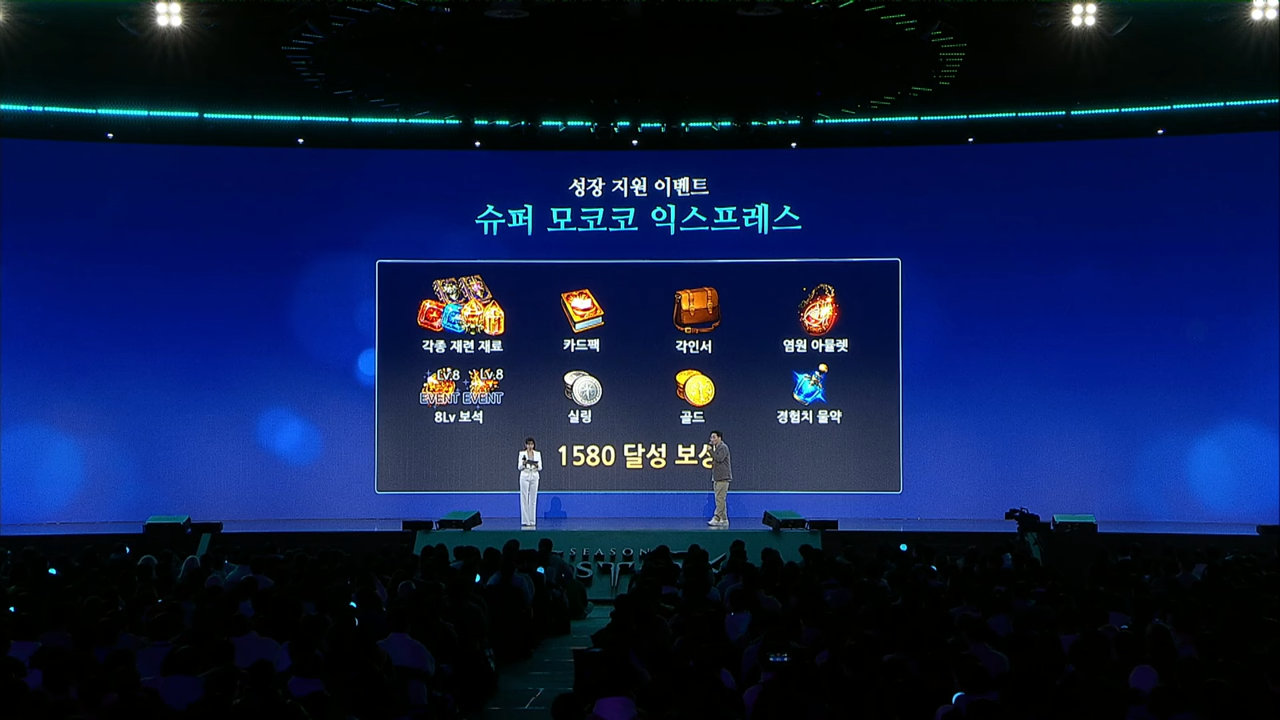 성장 지원 이벤트
슈퍼 모코코 익스프레스
각종 재련 재료
카드팩
각인서
염원 아뮬렛
LV.8 LV.8
EVENT EVENT
8Lv 보석
실링
골드
경험치 물약
1580 달성 보상
SEASON